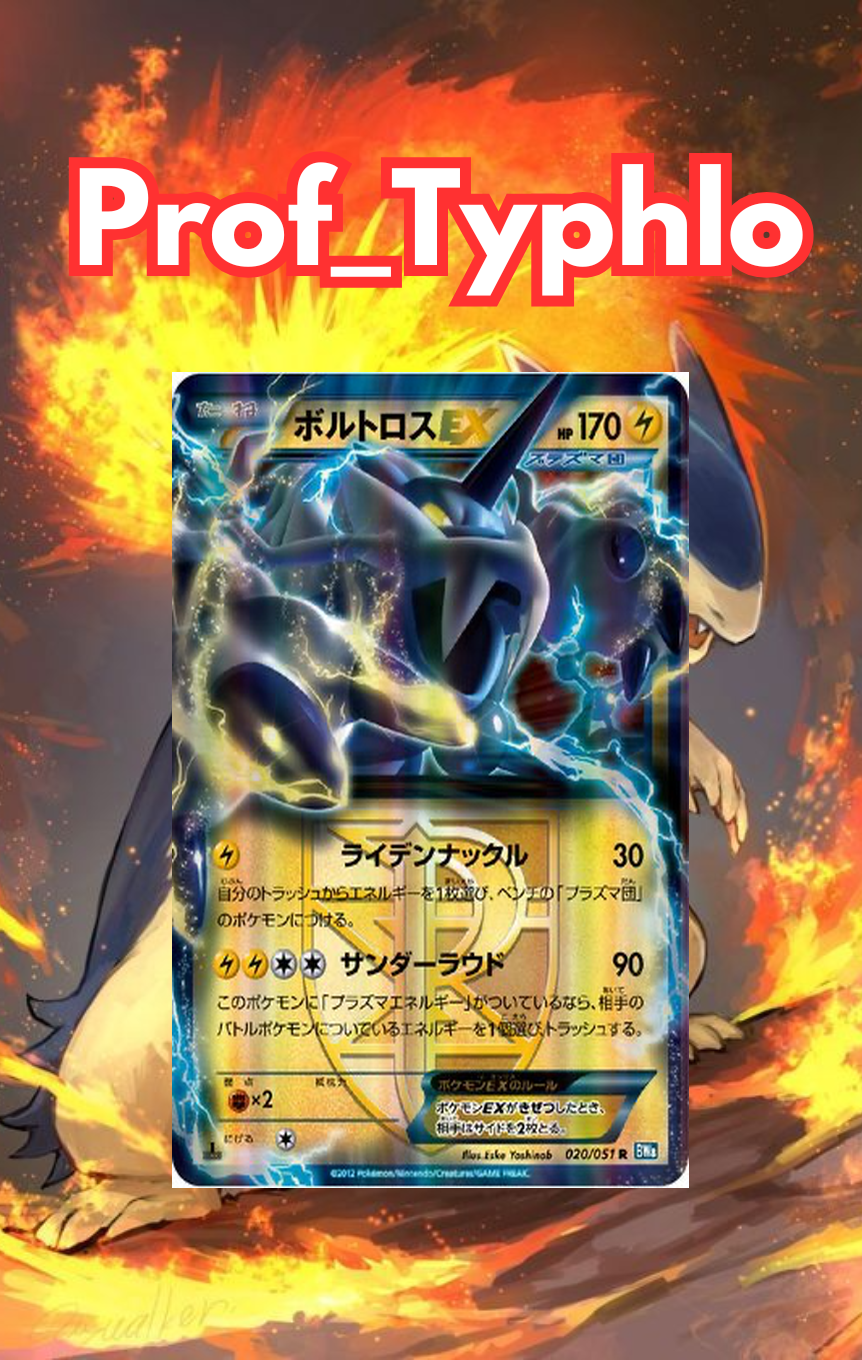 Prof_Typhlo
たね
ボルトロスEX
HP 170
プラズマ団
ライデンナックル 30
自分のトラッシュからエネルギーを1枚選び、ベンチの「プラズマ団」
のポケモンにつける。
サンダーラウド 90
このポケモンに「プラズマエネルギー」がついているなら、相手の
バトルポケモンについているエネルギーを1個選び、トラッシュする。
弱点 抵抗力
×2
ポケモンEXのルール
ポケモンEXがきぜつしたとき、
相手はサイドを2枚とる。
にげる
Illus. Eske Yoshinob 020/051 R
©2012 Pokémon/Nintendo/Creatures/GAME FREAK.